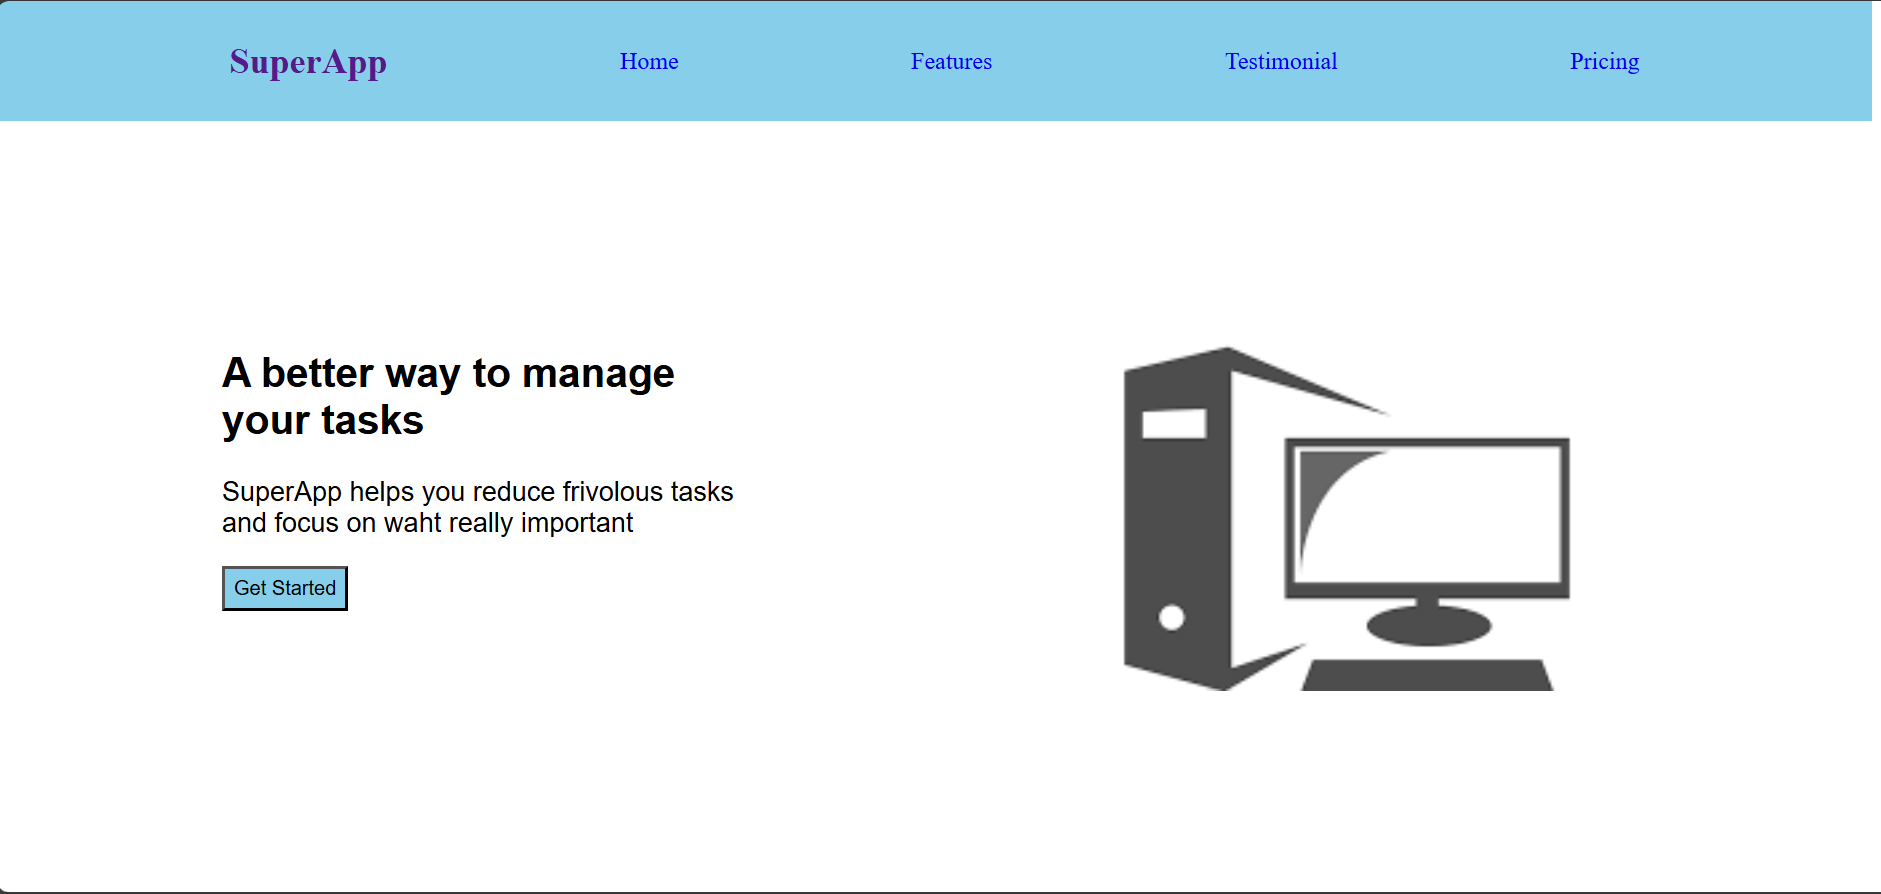 SuperApp Home Features Testimonial Pricing
A better way to manage
your tasks
SuperApp helps you reduce frivolous tasks
and focus on waht really important
Get Started